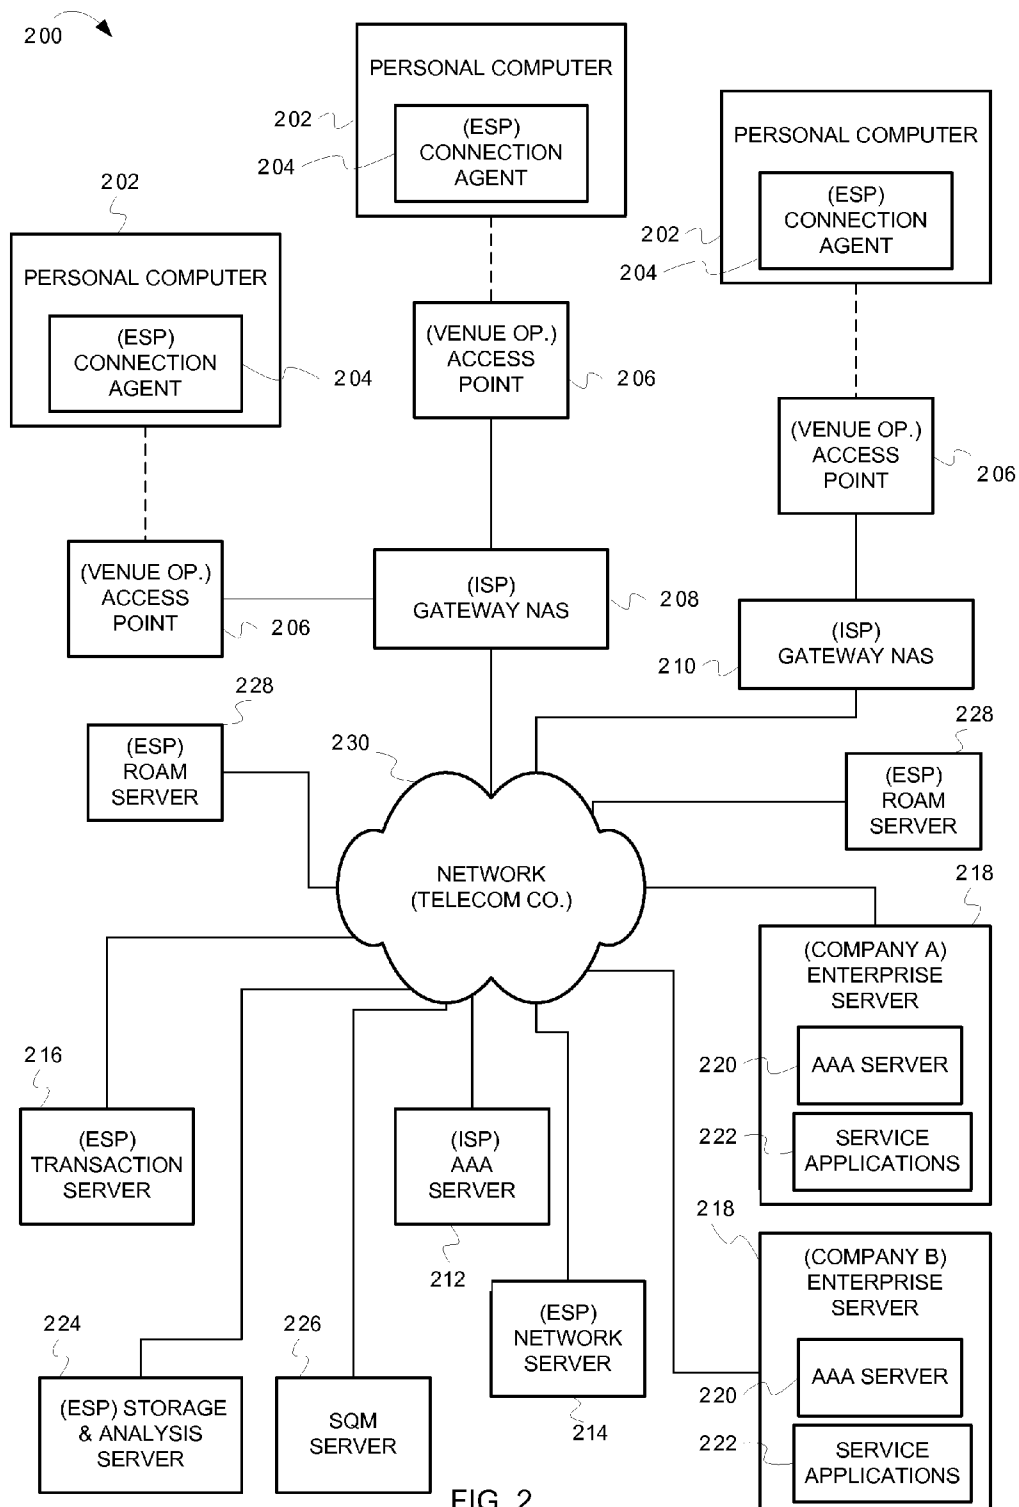 200
PERSONAL COMPUTER
202
(ESP)
CONNECTION
AGENT
204
PERSONAL COMPUTER
(ESP)
CONNECTION
AGENT
202
204
202
PERSONAL COMPUTER
(ESP)
CONNECTION
AGENT
204
(VENUE OP.)
ACCESS
POINT
206
(VENUE OP.)
ACCESS
POINT
206
(VENUE OP.)
ACCESS
POINT
206
(ISP)
GATEWAY NAS
208
(ISP)
GATEWAY NAS
210
228
(ESP)
ROAM
SERVER
230
228
(ESP)
ROAM
SERVER
NETWORK
(TELECOM CO.)
218
(COMPANY A)
ENTERPRISE
SERVER
220
AAA SERVER
222
SERVICE
APPLICATIONS
216
(ESP)
TRANSACTION
SERVER
(ISP)
AAA
SERVER
212
218
(COMPANY B)
ENTERPRISE
SERVER
220
AAA SERVER
222
SERVICE
APPLICATIONS
224
(ESP) STORAGE
& ANALYSIS
SERVER
226
SQM
SERVER
(ESP)
NETWORK
SERVER
214
FIG. 2